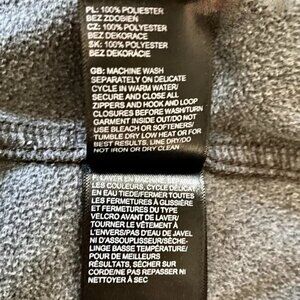 PL: 100% POLIESTER
BEZ ZDOBIEŃ
CZ: 100% POLYESTER
BEZ DEKORACE
SK: 100% POLYESTER
BEZ DEKORÁCIE
GB: MACHINE WASH
SEPARATELY ON DELICATE
CYCLE IN WARM WATER/
SECURE AND CLOSE ALL
ZIPPERS AND HOOK AND LOOP
CLOSURES BEFORE WASH/TURN
GARMENT INSIDE OUT/DO NOT
USE BLEACH OR SOFTENERS/
TUMBLE DRY LOW HEAT OR FOR
BEST RESULTS, LINE DRY/DO
NOT IRON OR DRY CLEAN
LES COULEURS, CYCLE DÉLICAT
EN EAU TIÈDE/FERMER TOUTES
LES FERMETURES À GLISSIÈRE
ET FERMETURES DU TYPE
VELCRO AVANT DE LAVER/
TOURNER LE VÊTEMENT À
L'ENVERS/PAS D'EAU DE JAVEL
NI D'ASSOUPLISSEUR/SÈCHE-
LINGE BASSE TEMPÉRATURE/
POUR DE MEILLEURS
RÉSULTATS, SÉCHER SUR
CORDE/NE PAS REPASSER NI
NETTOYER À SEC